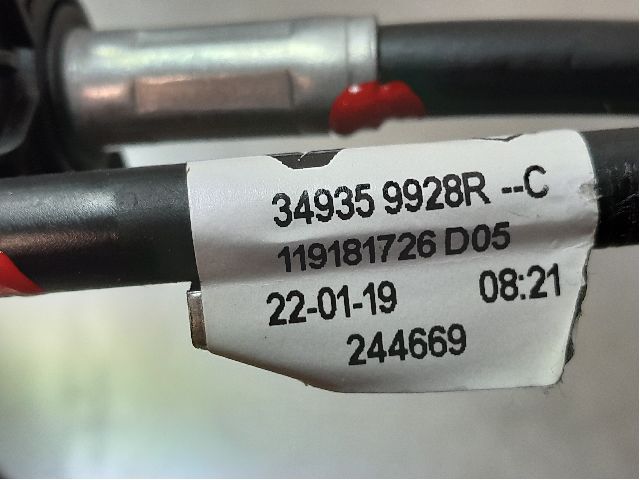 34935 9928R --C
119181726 D05
22-01-19 08:21
244669